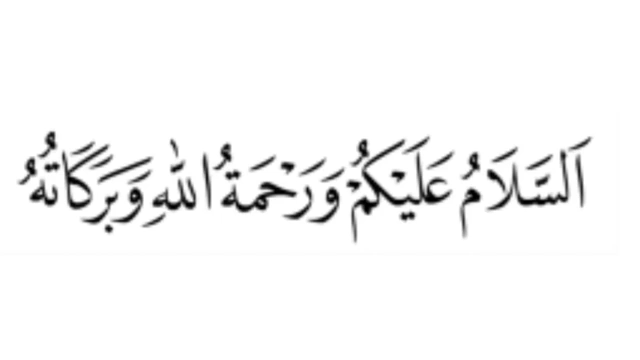 اَلسَّلَامُ عَلَيْكُمْ وَرَحْمَةُ اللهِ وَبَرَكَاتُهُ